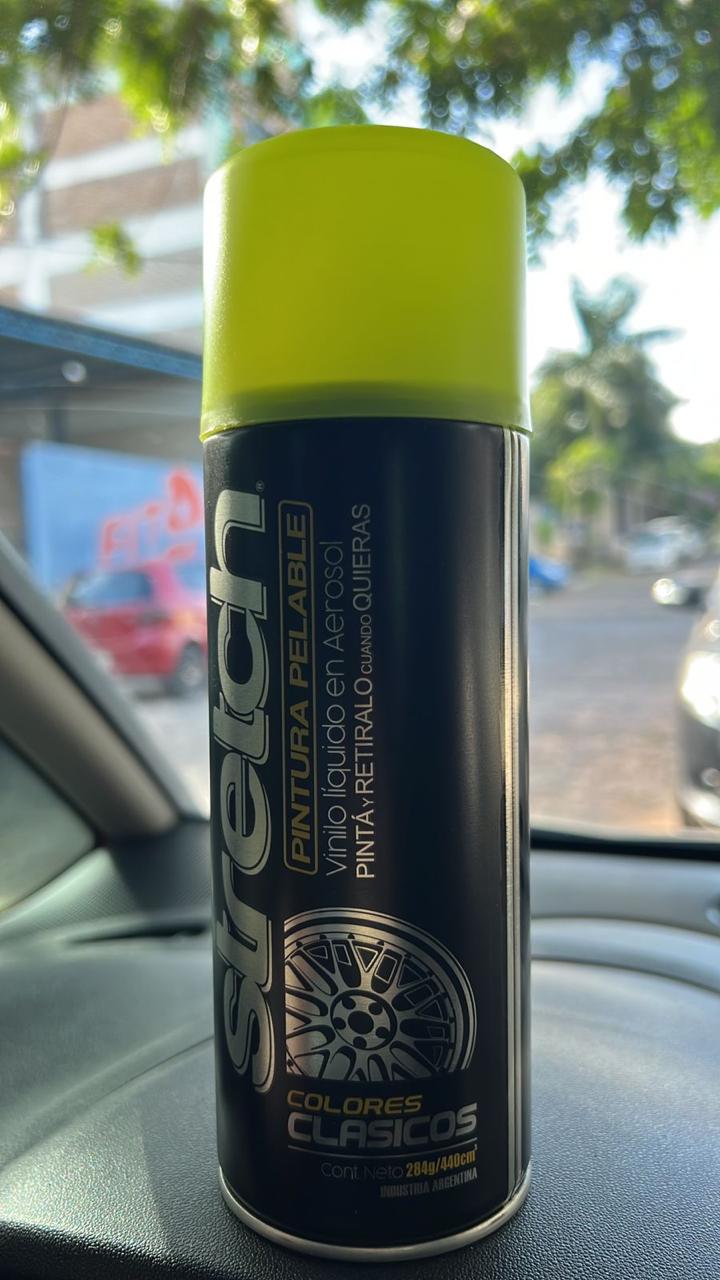 stretch®
PINTURA PELABLE
Vinilo líquido en Aerosol
PINTÁ Y RETIRALO CUANDO QUIERAS
COLORES
CLASICOS
Cont. Neto 284g/440cm³
INDUSTRIA ARGENTINA